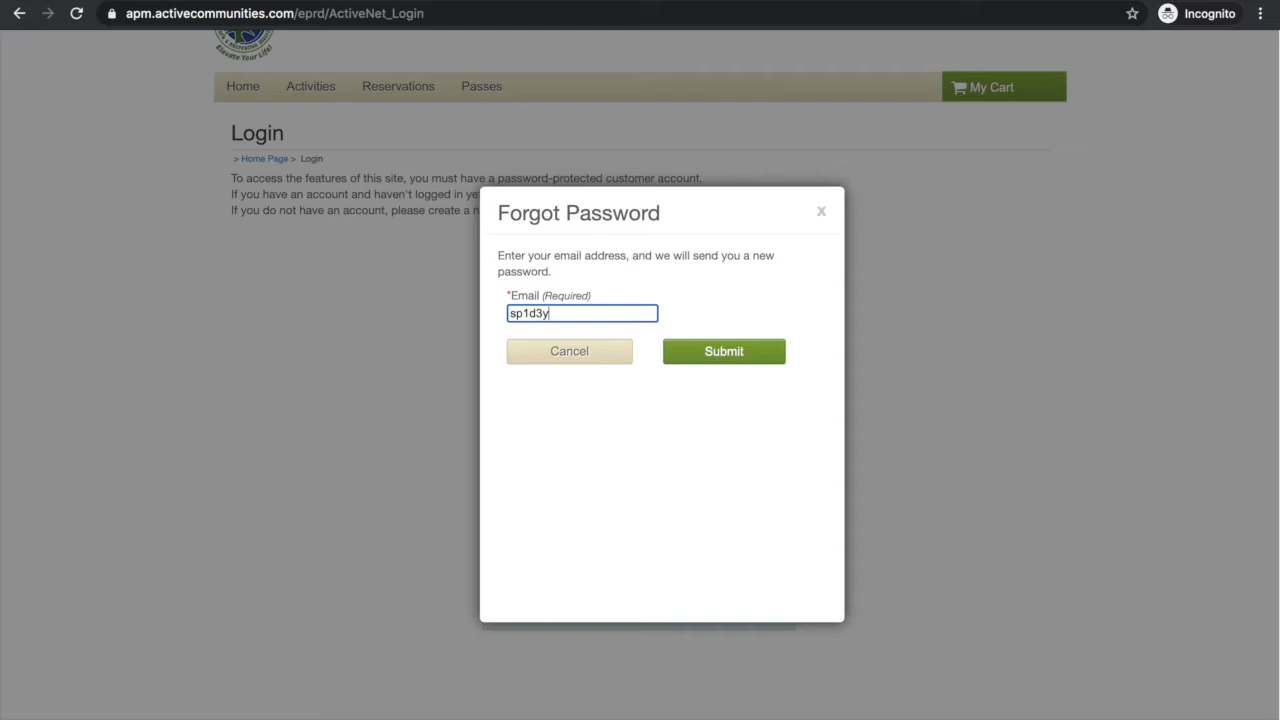 apm.activecommunities.com/eprd/ActiveNet_Login
Incognito
Elevate Your Life!
Home Activities Reservations Passes My Cart
Login
> Home Page > Login
To access the features of this site, you must have a password-protected customer account.
If you have an account and haven't logged in ye
If you do not have an account, please create a n
Forgot Password
x
Enter your email address, and we will send you a new
password.
*Email (Required)
sp1d3y
Cancel Submit